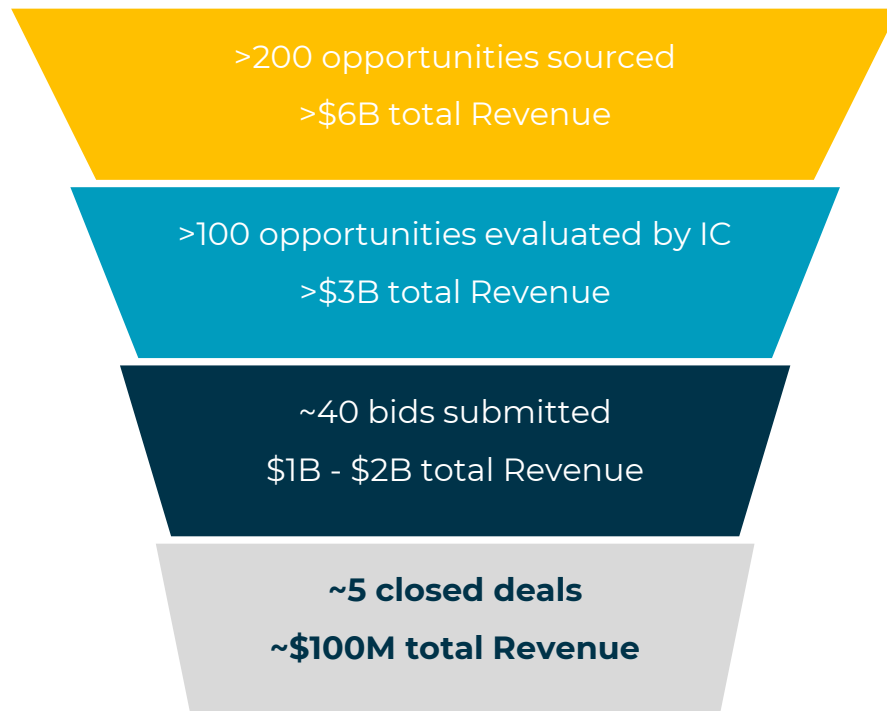 >200 opportunities sourced
>$6B total Revenue
>100 opportunities evaluated by IC
>$3B total Revenue
~40 bids submitted
$1B - $2B total Revenue
~5 closed deals
~$100M total Revenue